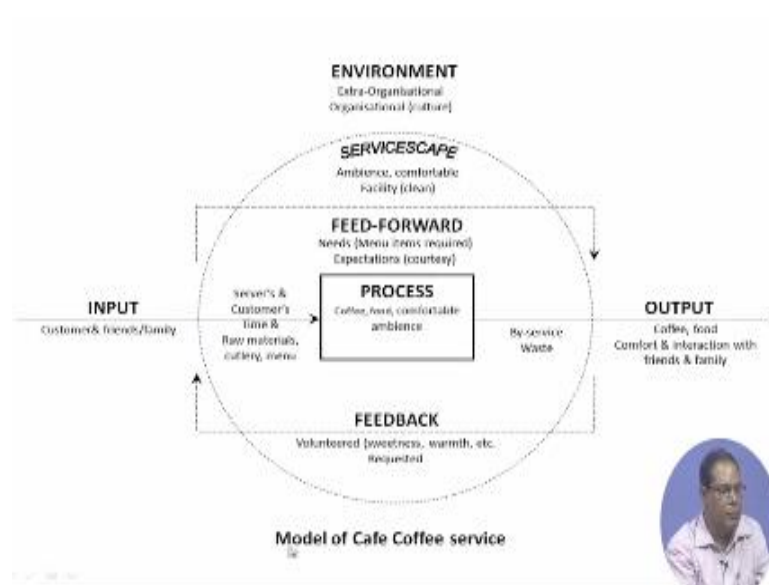 ENVIRONMENT
Extra-Organisational
Organisational (culture)
SERVICESCAPE
Ambience, comfortable
Facility (clean)
FEED-FORWARD
Needs (Menu items required)
Expectations (courtesy)
INPUT
Customer& friends/family
Server's &
Customer's
Time &
Raw materials,
cutlery, menu
PROCESS
Coffee, food, comfortable
ambience
By-service
Waste
OUTPUT
Coffee, food
Comfort & Interaction with
friends & family
FEEDBACK
Volunteered (sweetness, warmth, etc.
Requested
Model of Cafe Coffee service